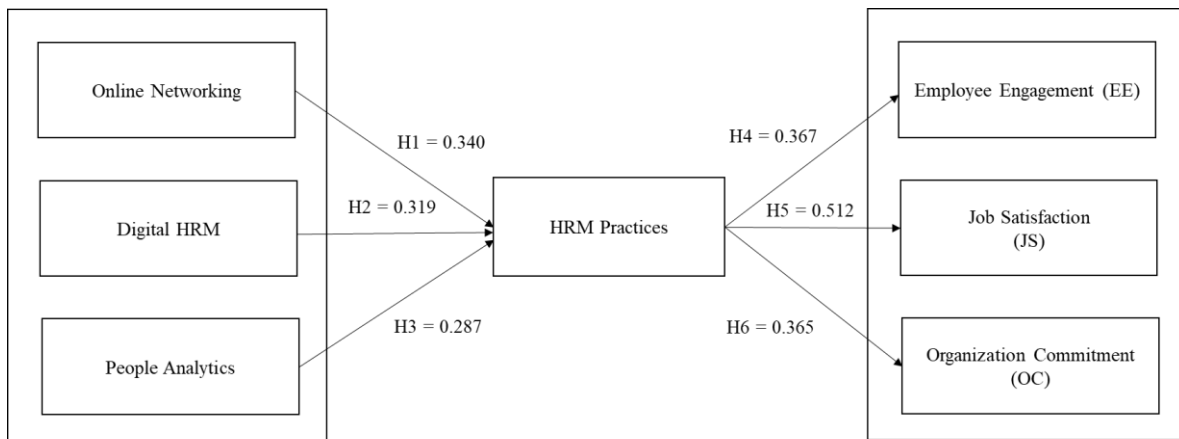 Online Networking
Employee Engagement (EE)
H1 = 0.340
H4 = 0.367
Digital HRM
H2 = 0.319
HRM Practices
H5 = 0.512
Job Satisfaction
(JS)
H3 = 0.287
H6 = 0.365
People Analytics
Organization Commitment
(OC)